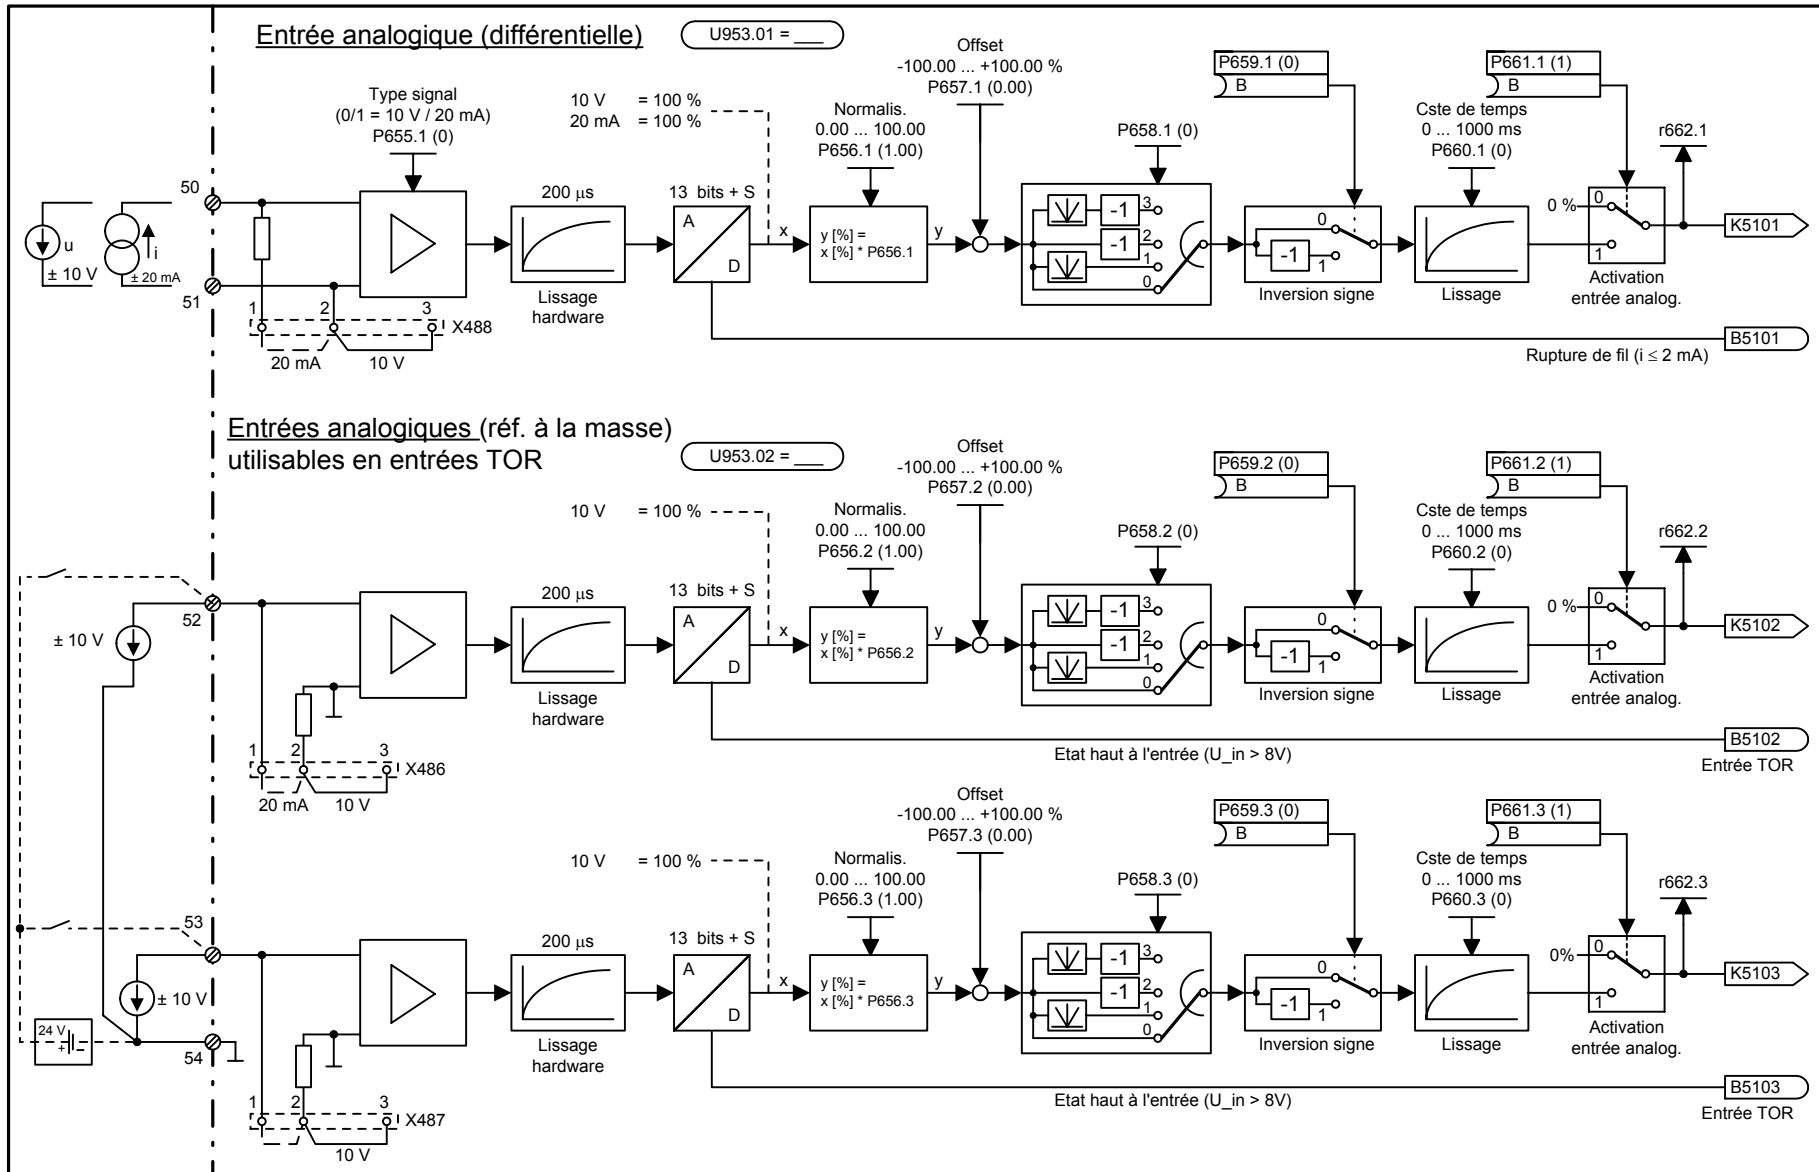 Entrée analogique (différentielle)
U953.01 = ___
Type signal
(0/1 = 10 V / 20 mA)
P655.1 (0)
10 V = 100 %
20 mA = 100 %
Normalis.
0.00 ... 100.00
P656.1 (1.00)
Offset
-100.00 ... +100.00 %
P657.1 (0.00)
P658.1 (0)
P659.1 (0)
B
Cste de temps
0 ... 1000 ms
P660.1 (0)
P661.1 (1)
B
r662.1
50
u
± 10 V
i
± 20 mA
51
1 2 3
X488
20 mA 10 V
200 µs
Lissage
hardware
13 bits + S
A
D
x
y [%] =
x [%] * P656.1
y
-1 3
-1 2
1
0
0
-1 1
Inversion signe
Lissage
0 %
0
1
Activation
entrée analog.
K5101
B5101
Rupture de fil (i ≤ 2 mA)
Entrées analogiques (réf. à la masse)
utilisables en entrées TOR
U953.02 = ___
10 V = 100 %
Normalis.
0.00 ... 100.00
P656.2 (1.00)
Offset
-100.00 ... +100.00 %
P657.2 (0.00)
P658.2 (0)
P659.2 (0)
B
Cste de temps
0 ... 1000 ms
P660.2 (0)
P661.2 (1)
B
r662.2
52
± 10 V
1 2 3
X486
20 mA 10 V
200 µs
Lissage
hardware
13 bits + S
A
D
x
y [%] =
x [%] * P656.2
y
-1 3
-1 2
1
0
0
-1 1
Inversion signe
Lissage
0 %
0
1
Activation
entrée analog.
K5102
B5102
Etat haut à l'entrée (U_in > 8V)
Entrée TOR
10 V = 100 %
Normalis.
0.00 ... 100.00
P656.3 (1.00)
Offset
-100.00 ... +100.00 %
P657.3 (0.00)
P658.3 (0)
P659.3 (0)
B
Cste de temps
0 ... 1000 ms
P660.3 (0)
P661.3 (1)
B
r662.3
53
± 10 V
24 V
+ -
54
1 2 3
X487
10 V
200 µs
Lissage
hardware
13 bits + S
A
D
x
y [%] =
x [%] * P656.3
y
-1 3
-1 2
1
0
0
-1 1
Inversion signe
Lissage
0%
0
1
Activation
entrée analog.
K5103
B5103
Etat haut à l'entrée (U_in > 8V)
Entrée TOR